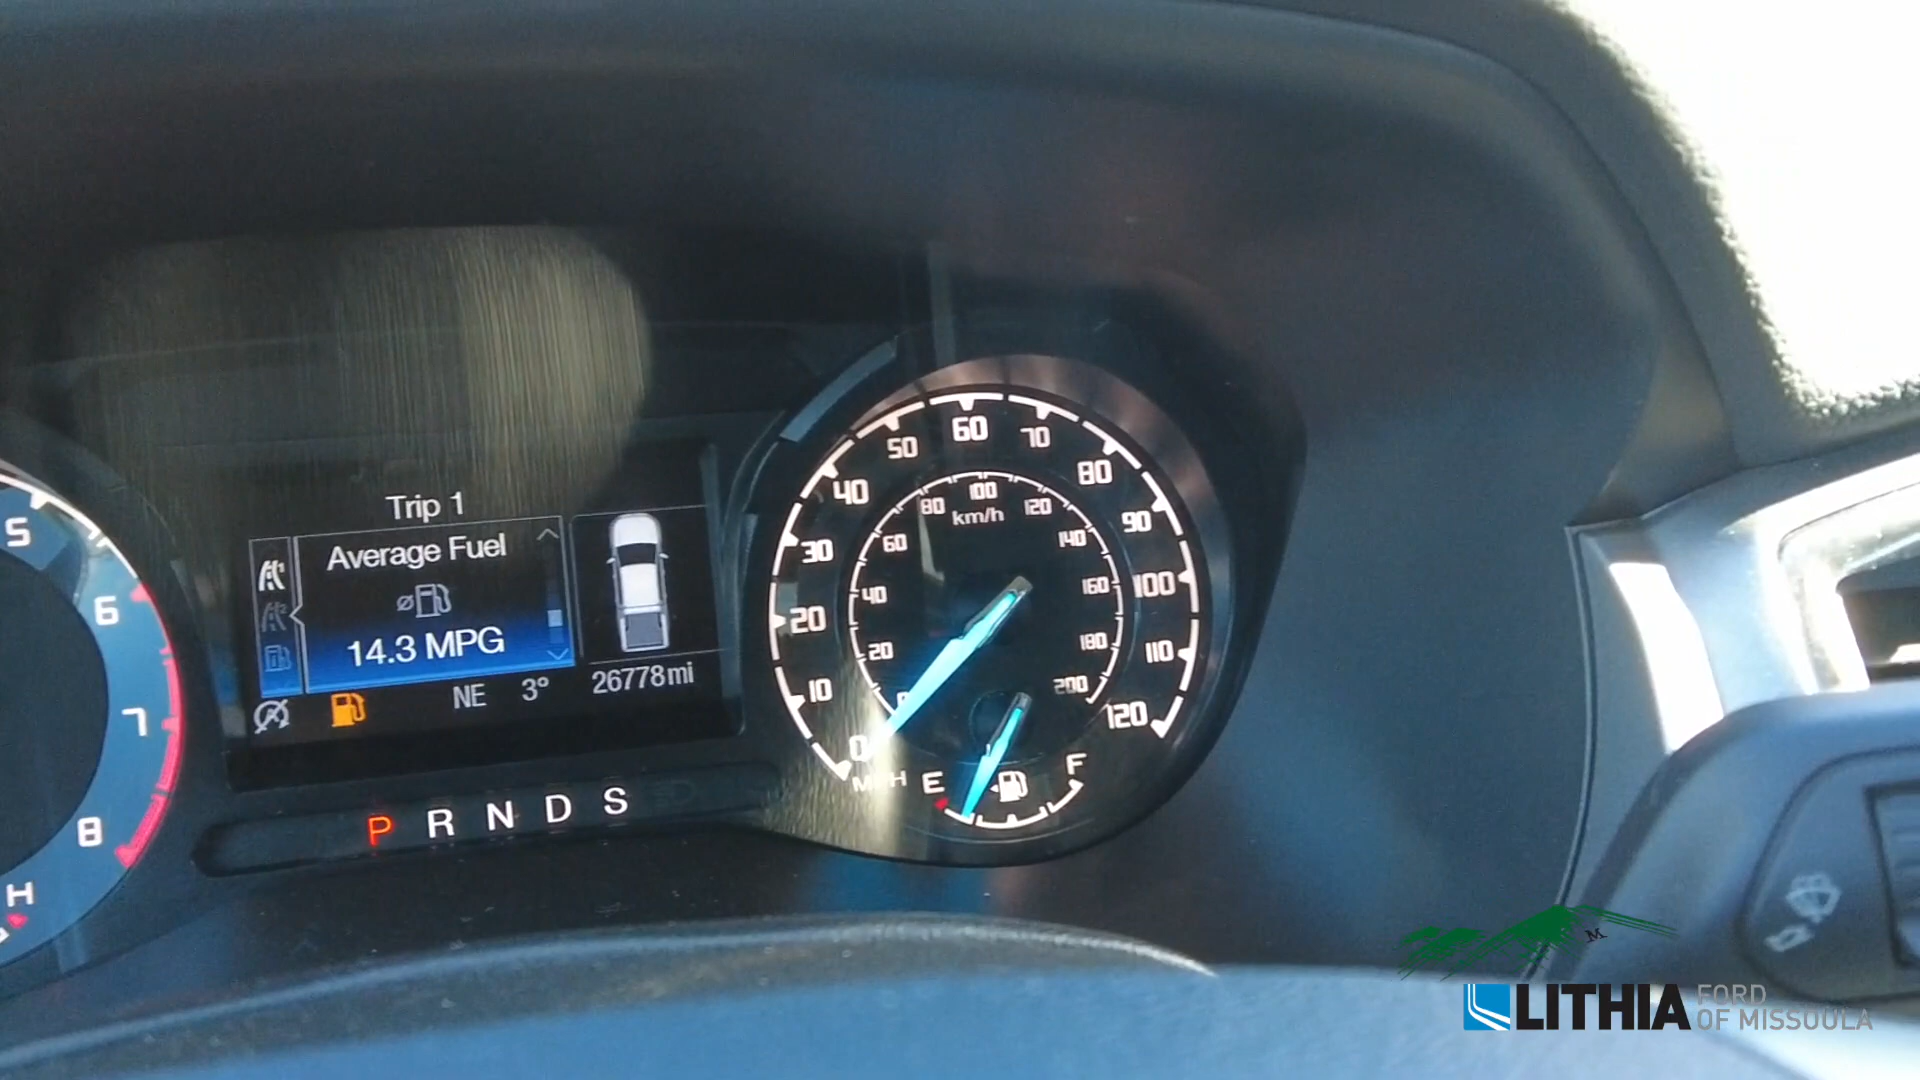 Trip 1
Average Fuel
14.3 MPG
NE 3° 26778mi
P R N D S
5
6
7
8
H
0
10
20
30
40
50
60
70
80
90
100
110
120
MPH
20
40
60
80
100
120
140
160
180
200
km/h
E
F
M
LITHIA
FORD
OF MISSOULA